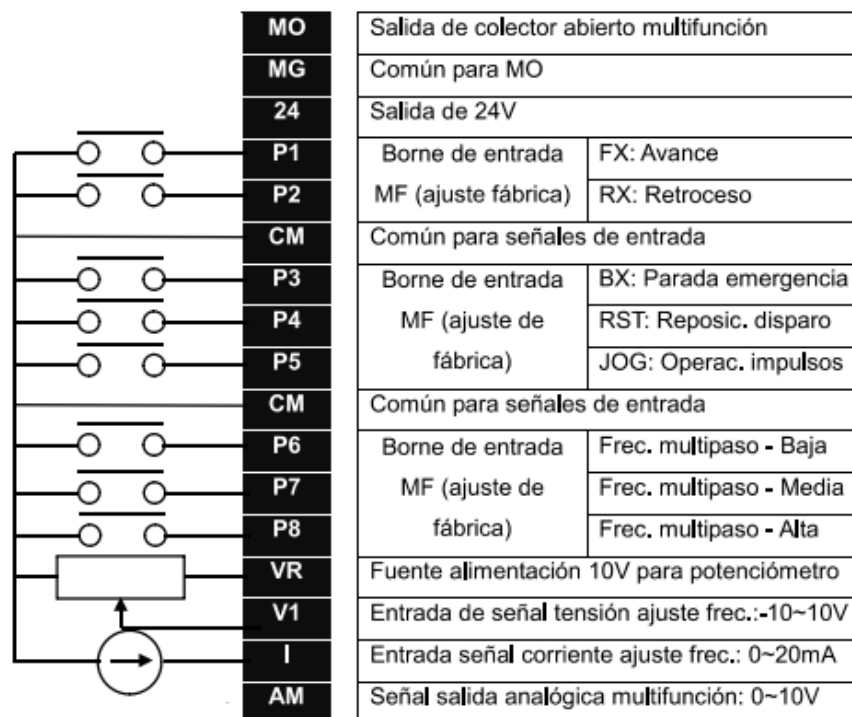 MO Salida de colector abierto multifunción
MG Común para MO
24 Salida de 24V
P1 Borne de entrada FX: Avance
P2 MF (ajuste fábrica) RX: Retroceso
CM Común para señales de entrada
P3 Borne de entrada BX: Parada emergencia
P4 MF (ajuste de RST: Reposic. disparo
P5 fábrica) JOG: Operac. impulsos
CM Común para señales de entrada
P6 Borne de entrada Frec. multipaso - Baja
P7 MF (ajuste de Frec. multipaso - Media
P8 fábrica) Frec. multipaso - Alta
VR Fuente alimentación 10V para potenciómetro
V1 Entrada de señal tensión ajuste frec.:-10~10V
I Entrada señal corriente ajuste frec.: 0~20mA
AM Señal salida analógica multifunción: 0~10V